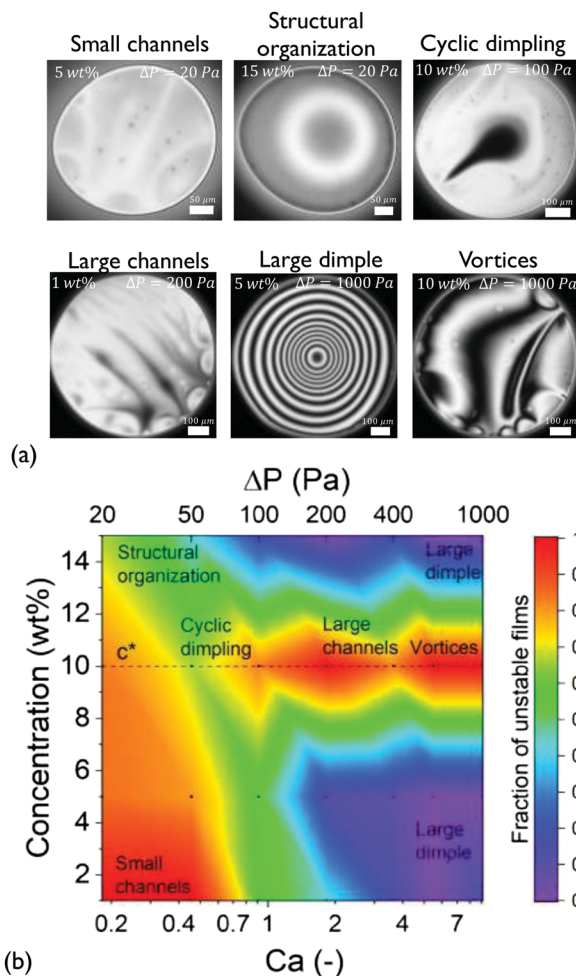 Small channels
Structural
organization
Cyclic dimpling
5 wt% ΔP = 20 Pa
15 wt% ΔP = 20 Pa
10 wt% ΔP = 100 Pa
50 μm
50 μm
100 μm
Large channels
Large dimple
Vortices
1 wt% ΔP = 200 Pa
5 wt% ΔP = 1000 Pa
10 wt% ΔP = 1000 Pa
100 μm
100 μm
100 μm
(a)
ΔP (Pa)
20 50 100 200 400 1000
Structural
organization
Large
dimple
Cyclic
dimpling
Large
channels
Vortices
c*
Small
channels
Large
dimple
14
12
10
8
6
4
2
Concentration (wt%)
0.2 0.4 0.7 1 2 4 7
Ca (-)
Fraction of unstable films
(b)